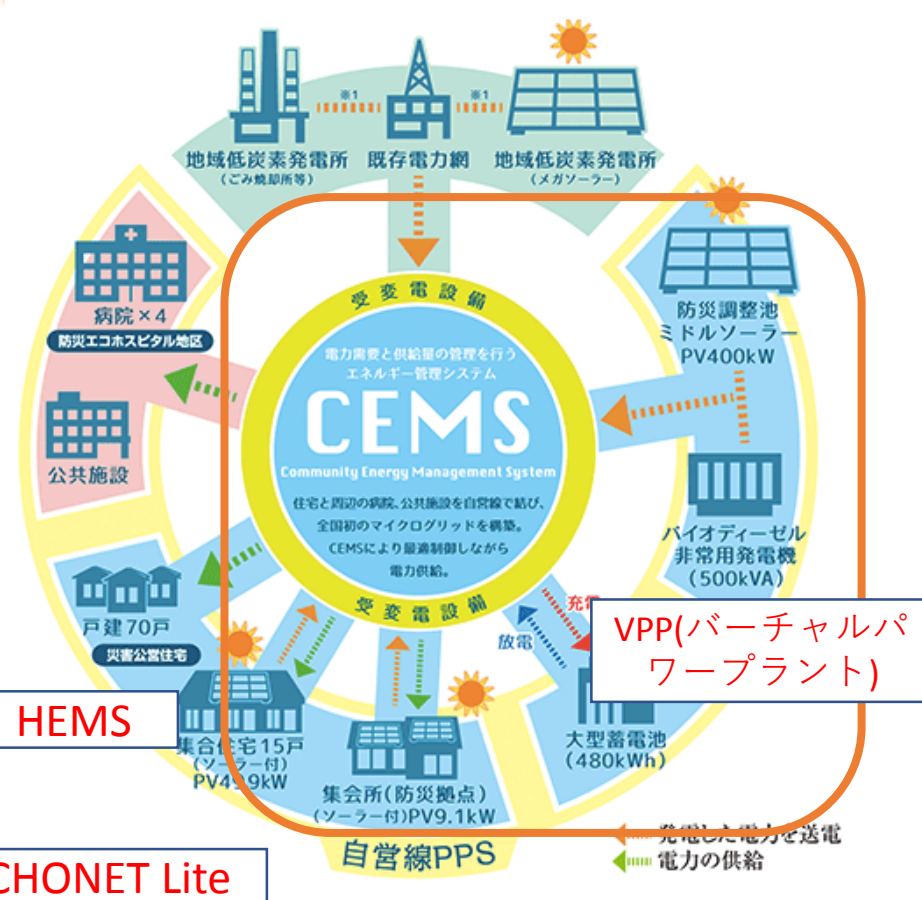 ※1
※1
地域低炭素発電所
(ごみ焼却所等)
既存電力網
地域低炭素発電所
(メガソーラー)
病院×4
防災エコホスピタル地区
公共施設
受変電設備
電力需要と供給量の管理を行う
エネルギー管理システム
CEMS
Community Energy Management System
住宅と周辺の病院、公共施設を自営線で結び、
全国初のマイクログリッドを構築。
CEMSにより最適制御しながら
電力供給。
受変電設備
防災調整池
ミドルソーラー
PV400kW
バイオディーゼル
非常用発電機
(500kVA)
戸建70戸
災害公営住宅
放電
充電
VPP(バーチャルパ
ワープラント)
HEMS
集合住宅15戸
(ソーラー付)
PV49.9kW
集会所(防災拠点)
(ソーラー付)PV9.1kW
大型蓄電池
(480kWh)
自営線PPS
発電した電力を送電
電力の供給
CHONET Lite